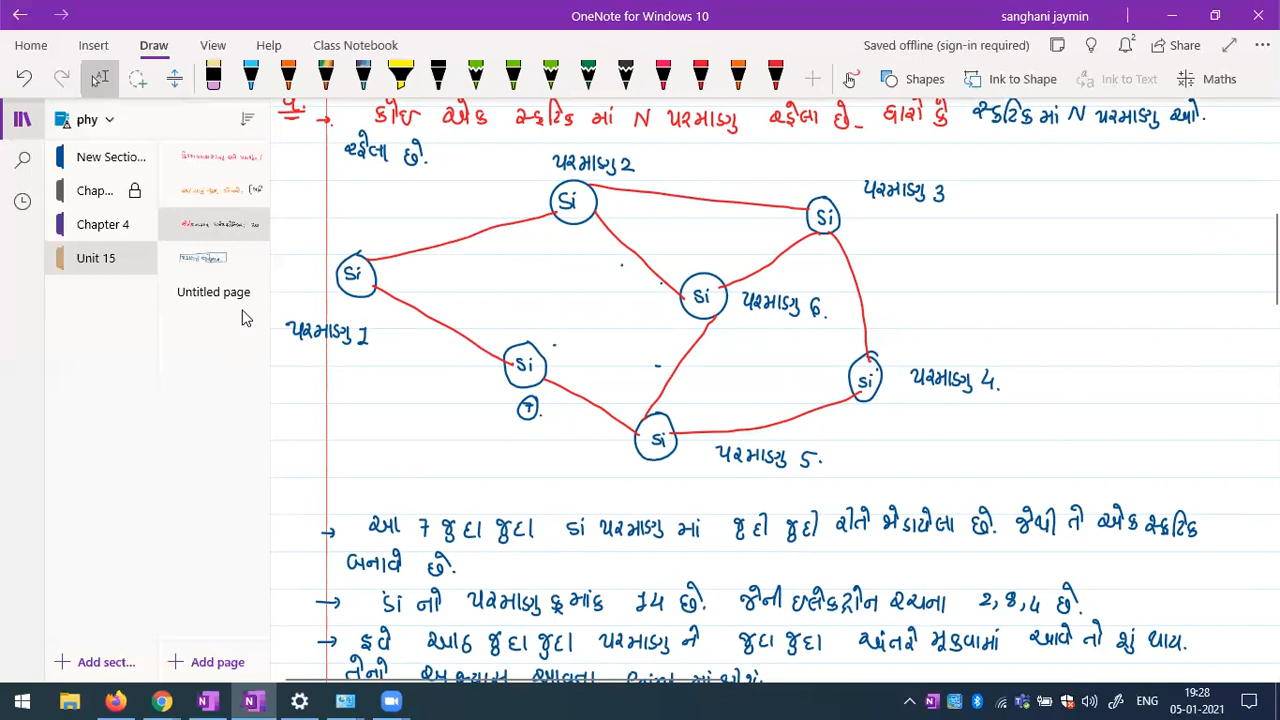 OneNote for Windows 10
sanghani jaymin
Home Insert Draw View Help Class Notebook
Saved offline (sign-in required)
Share
Shapes
Ink to Shape
Ink to Text
Maths
phy
New Sectio...
Chap...
Chapter 4
Unit 15
Untitled page
Add sect...
Add page
→ કોઇ એક સ્ફટિક માં N પરમાણુ રહેલા છે. ધારો કે સ્ફટિક માં N પરમાણુ ઓ
રહેલા છે.
પરમાણુ 2
Si
પરમાણુ 3
Si
Si
પરમાણુ 1
Si
પરમાણુ 6.
Si
7.
Si
પરમાણુ 4.
Si
પરમાણુ 5.
→ આ 7 જુદા જુદા Si પરમાણુ માં જુદી જુદી રીતે જોડાયેલા છે. જેથી તે એક સ્ફટિક
બનાવે છે.
→ Si નો પરમાણુ ક્રમાંક 14 છે. જેની ઇલેક્ટ્રોન રચના 2,8,4 છે.
→ હવે આઠ જુદા જુદા પરમાણુ ને જુદા જુદા અંતરે મૂકવામાં આવે તો શું થાય.
ENG
19:28
05-01-2021